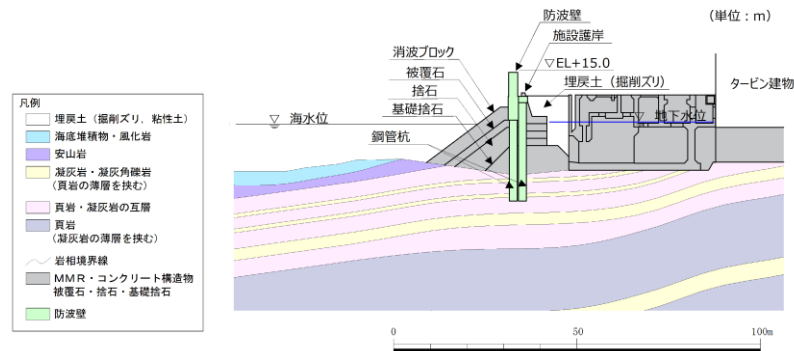 防波壁
（単位：m）
施設護岸
消波ブロック
▽EL+15.0
被覆石
埋戻土（掘削ズリ）
タービン建物
捨石
基礎捨石
海水位
地下水位
鋼管杭
凡例
埋戻土（掘削ズリ，粘性土）
海底堆積物・風化岩
安山岩
凝灰岩・凝灰角礫岩
（頁岩の薄層を挟む）
頁岩・凝灰岩の互層
頁岩
（凝灰岩の薄層を挟む）
岩相境界線
MMR・コンクリート構造物
被覆石・捨石・基礎捨石
防波壁
0
50
100m